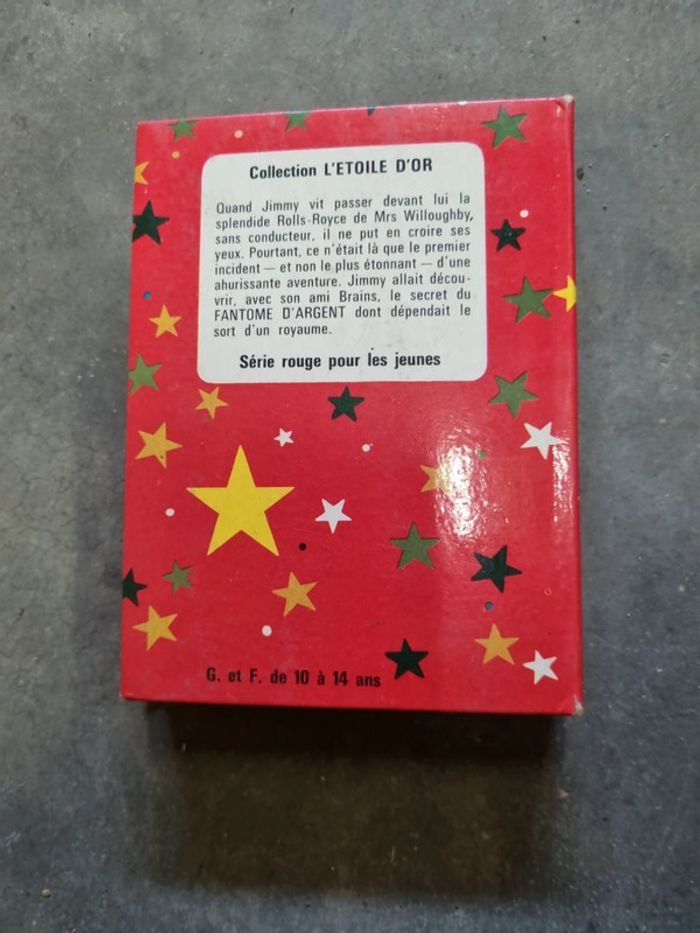 Collection L'ETOILE D'OR
Quand Jimmy vit passer devant lui la
splendide Rolls-Royce de Mrs Willoughby,
sans conducteur, il ne put en croire ses
yeux. Pourtant, ce n'était là que le premier
incident — et non le plus étonnant — d'une
ahurissante aventure. Jimmy allait décou-
vrir, avec son ami Brains, le secret du
FANTOME D'ARGENT dont dépendait le
sort d'un royaume.
Série rouge pour les jeunes
G. et F. de 10 à 14 ans